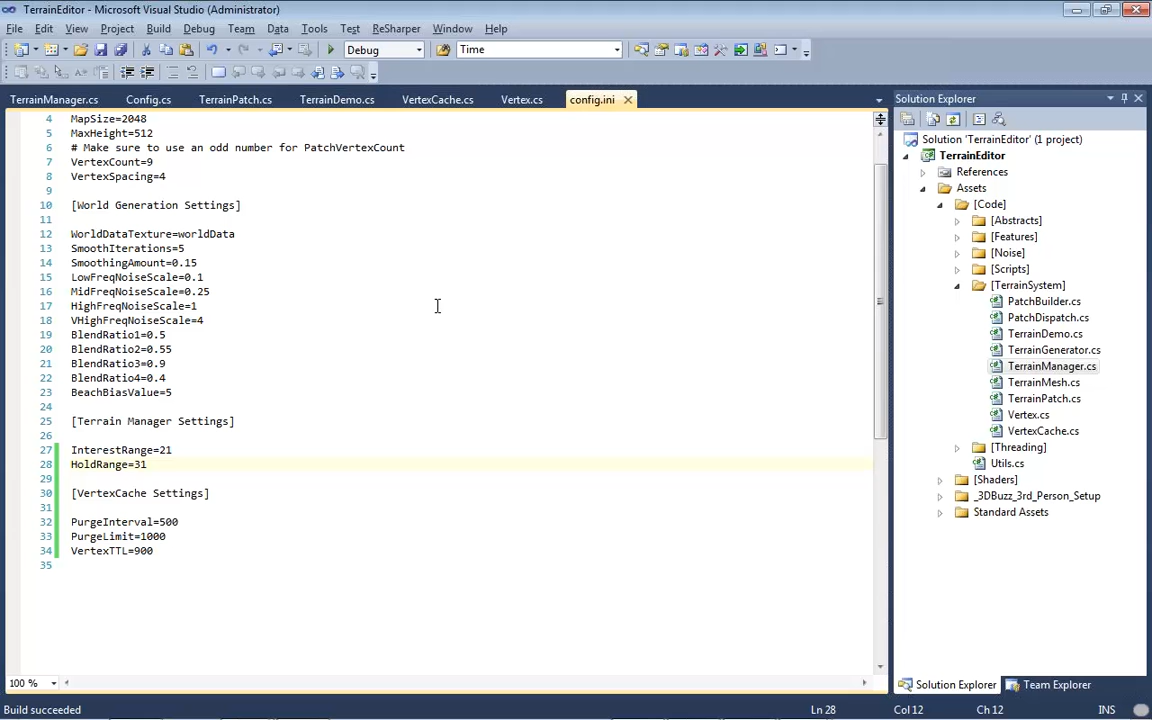 TerrainEditor - Microsoft Visual Studio (Administrator)
File Edit View Project Build Debug Team Data Tools Test ReSharper Window Help
Debug Time
TerrainManager.cs Config.cs TerrainPatch.cs TerrainDemo.cs VertexCache.cs Vertex.cs config.ini
4 MapSize=2048
5 MaxHeight=512
6 # Make sure to use an odd number for PatchVertexCount
7 VertexCount=9
8 VertexSpacing=4
9
10 [World Generation Settings]
11
12 WorldDataTexture=worldData
13 SmoothIterations=5
14 SmoothingAmount=0.15
15 LowFreqNoiseScale=0.1
16 MidFreqNoiseScale=0.25
17 HighFreqNoiseScale=1
18 VHighFreqNoiseScale=4
19 BlendRatio1=0.5
20 BlendRatio2=0.55
21 BlendRatio3=0.9
22 BlendRatio4=0.4
23 BeachBiasValue=5
24
25 [Terrain Manager Settings]
26
27 InterestRange=21
28 HoldRange=31
29
30 [VertexCache Settings]
31
32 PurgeInterval=500
33 PurgeLimit=1000
34 VertexTTL=900
35
100 %
Solution Explorer
Solution 'TerrainEditor' (1 project)
TerrainEditor
References
Assets
[Code]
[Abstracts]
[Features]
[Noise]
[Scripts]
[TerrainSystem]
PatchBuilder.cs
PatchDispatch.cs
TerrainDemo.cs
TerrainGenerator.cs
TerrainManager.cs
TerrainMesh.cs
TerrainPatch.cs
Vertex.cs
VertexCache.cs
[Threading]
Utils.cs
[Shaders]
_3DBuzz_3rd_Person_Setup
Standard Assets
Solution Explorer Team Explorer
Build succeeded Ln 28 Col 12 Ch 12 INS